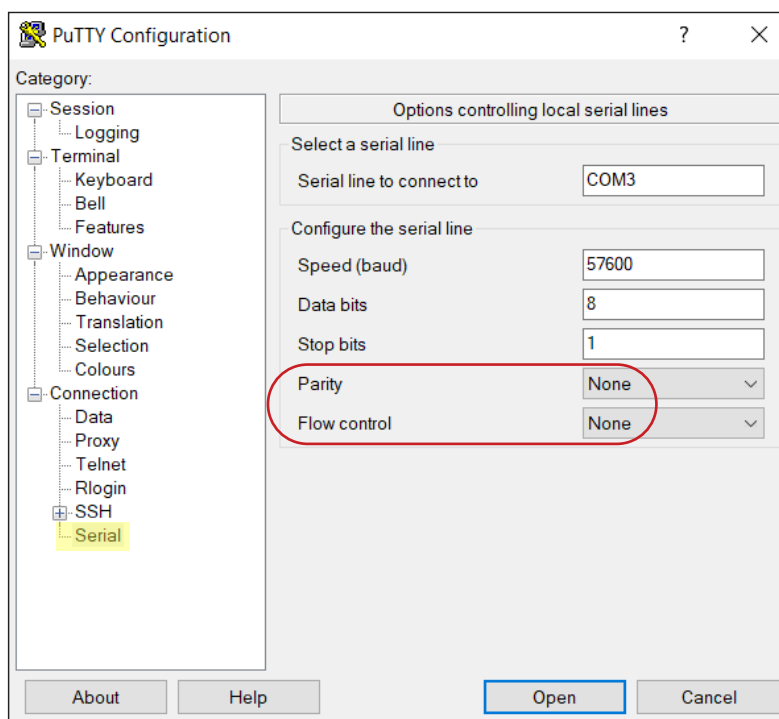 PuTTY Configuration
?
Category:
Session
Logging
Terminal
Keyboard
Bell
Features
Window
Appearance
Behaviour
Translation
Selection
Colours
Connection
Data
Proxy
Telnet
Rlogin
SSH
Serial
Options controlling local serial lines
Select a serial line
Serial line to connect to COM3
Configure the serial line
Speed (baud) 57600
Data bits 8
Stop bits 1
Parity None
Flow control None
About Help Open Cancel